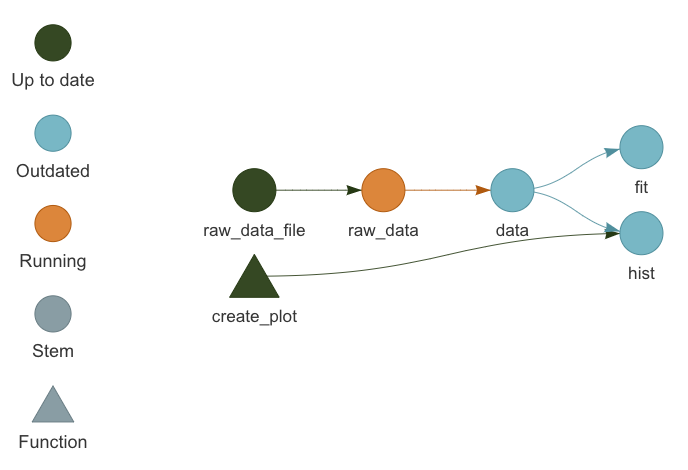 Up to date
Outdated
Running
Stem
Function
raw_data_file
raw_data
data
fit
hist
create_plot